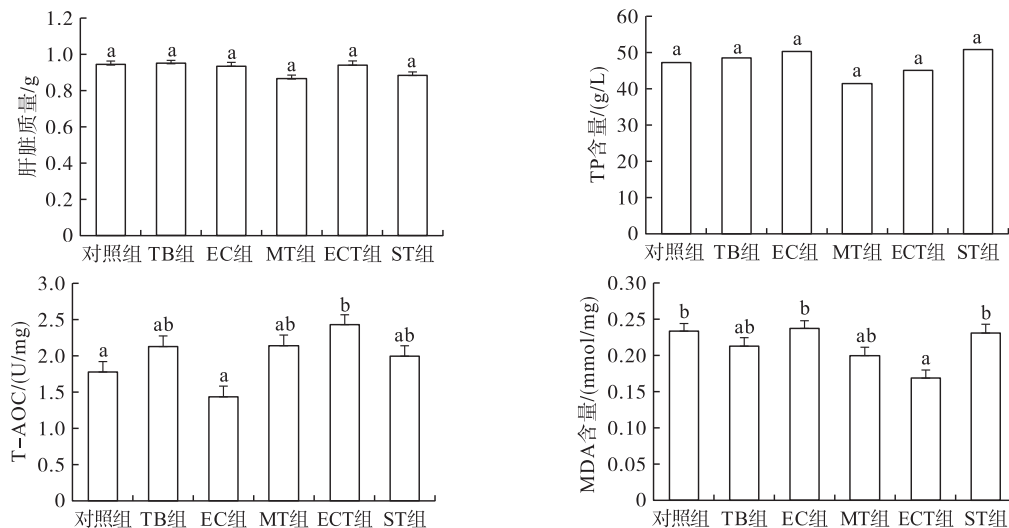 肝脏质量/g
1.2
1.0
0.8
0.6
0.4
0.2
0
a a a a a a
对照组 TB组 EC组 MT组 ECT组 ST组
TP含量/(g/L)
60
50
40
30
20
10
0
a a a a a a
对照组 TB组 EC组 MT组 ECT组 ST组
T-AOC/(U/mg)
3.0
2.5
2.0
1.5
1.0
0.5
0
a ab a ab b ab
对照组 TB组 EC组 MT组 ECT组 ST组
MDA含量/(mmol/mg)
0.30
0.25
0.20
0.15
0.10
0.05
0
b ab b ab a b
对照组 TB组 EC组 MT组 ECT组 ST组